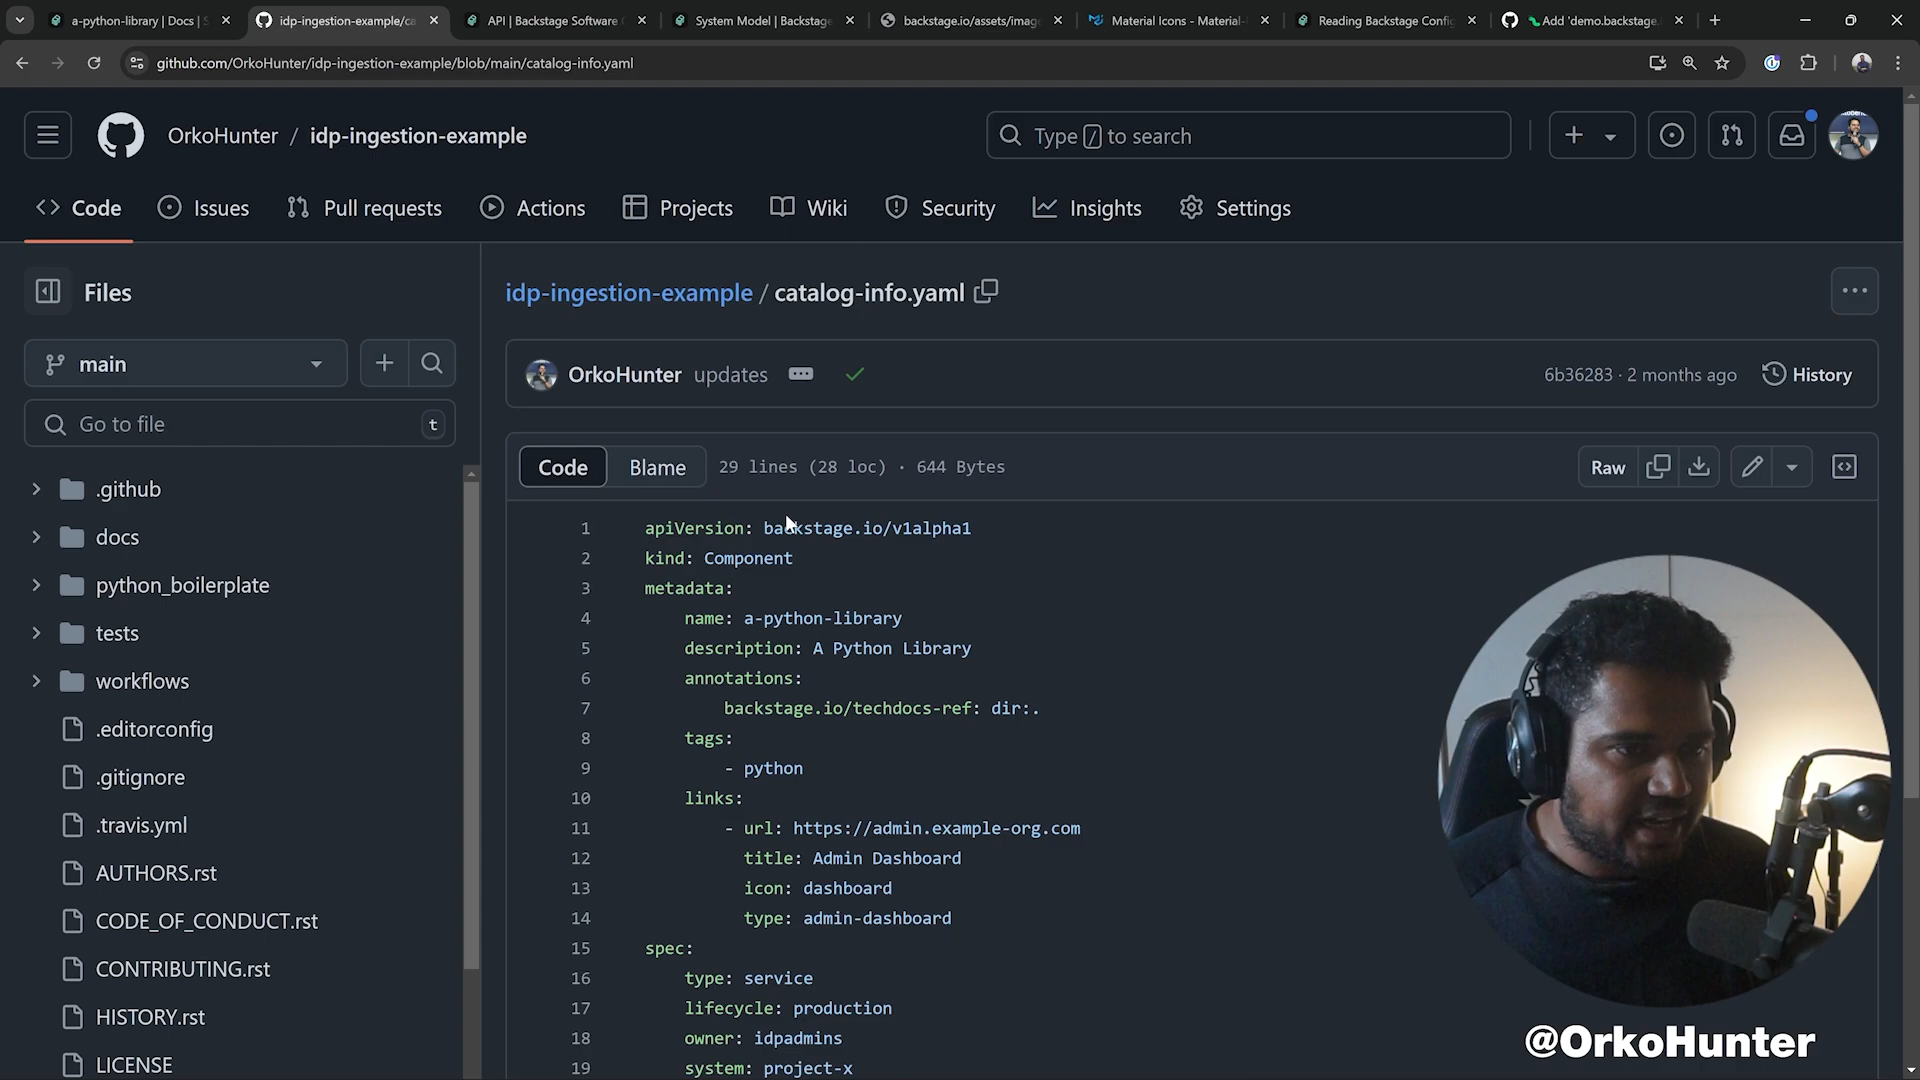 a-python-library | Docs |
idp-ingestion-example/ca
API | Backstage Software
System Model | Backstage
backstage.io/assets/imag
Material Icons - Material-
Reading Backstage Confi
Add 'demo.backstage.
github.com/OrkoHunter/idp-ingestion-example/blob/main/catalog-info.yaml
OrkoHunter / idp-ingestion-example
Type / to search
Code
Issues
Pull requests
Actions
Projects
Wiki
Security
Insights
Settings
Files
main
Go to file
t
.github
docs
python_boilerplate
tests
workflows
.editorconfig
.gitignore
.travis.yml
AUTHORS.rst
CODE_OF_CONDUCT.rst
CONTRIBUTING.rst
HISTORY.rst
LICENSE
idp-ingestion-example / catalog-info.yaml
OrkoHunter updates
6b36283 · 2 months ago
History
Code
Blame
29 lines (28 loc) · 644 Bytes
Raw
1 apiVersion: backstage.io/v1alpha1
2 kind: Component
3 metadata:
4 name: a-python-library
5 description: A Python Library
6 annotations:
7 backstage.io/techdocs-ref: dir:.
8 tags:
9 - python
10 links:
11 - url: https://admin.example-org.com
12 title: Admin Dashboard
13 icon: dashboard
14 type: admin-dashboard
15 spec:
16 type: service
17 lifecycle: production
18 owner: idpadmins
19 system: project-x
@OrkoHunter